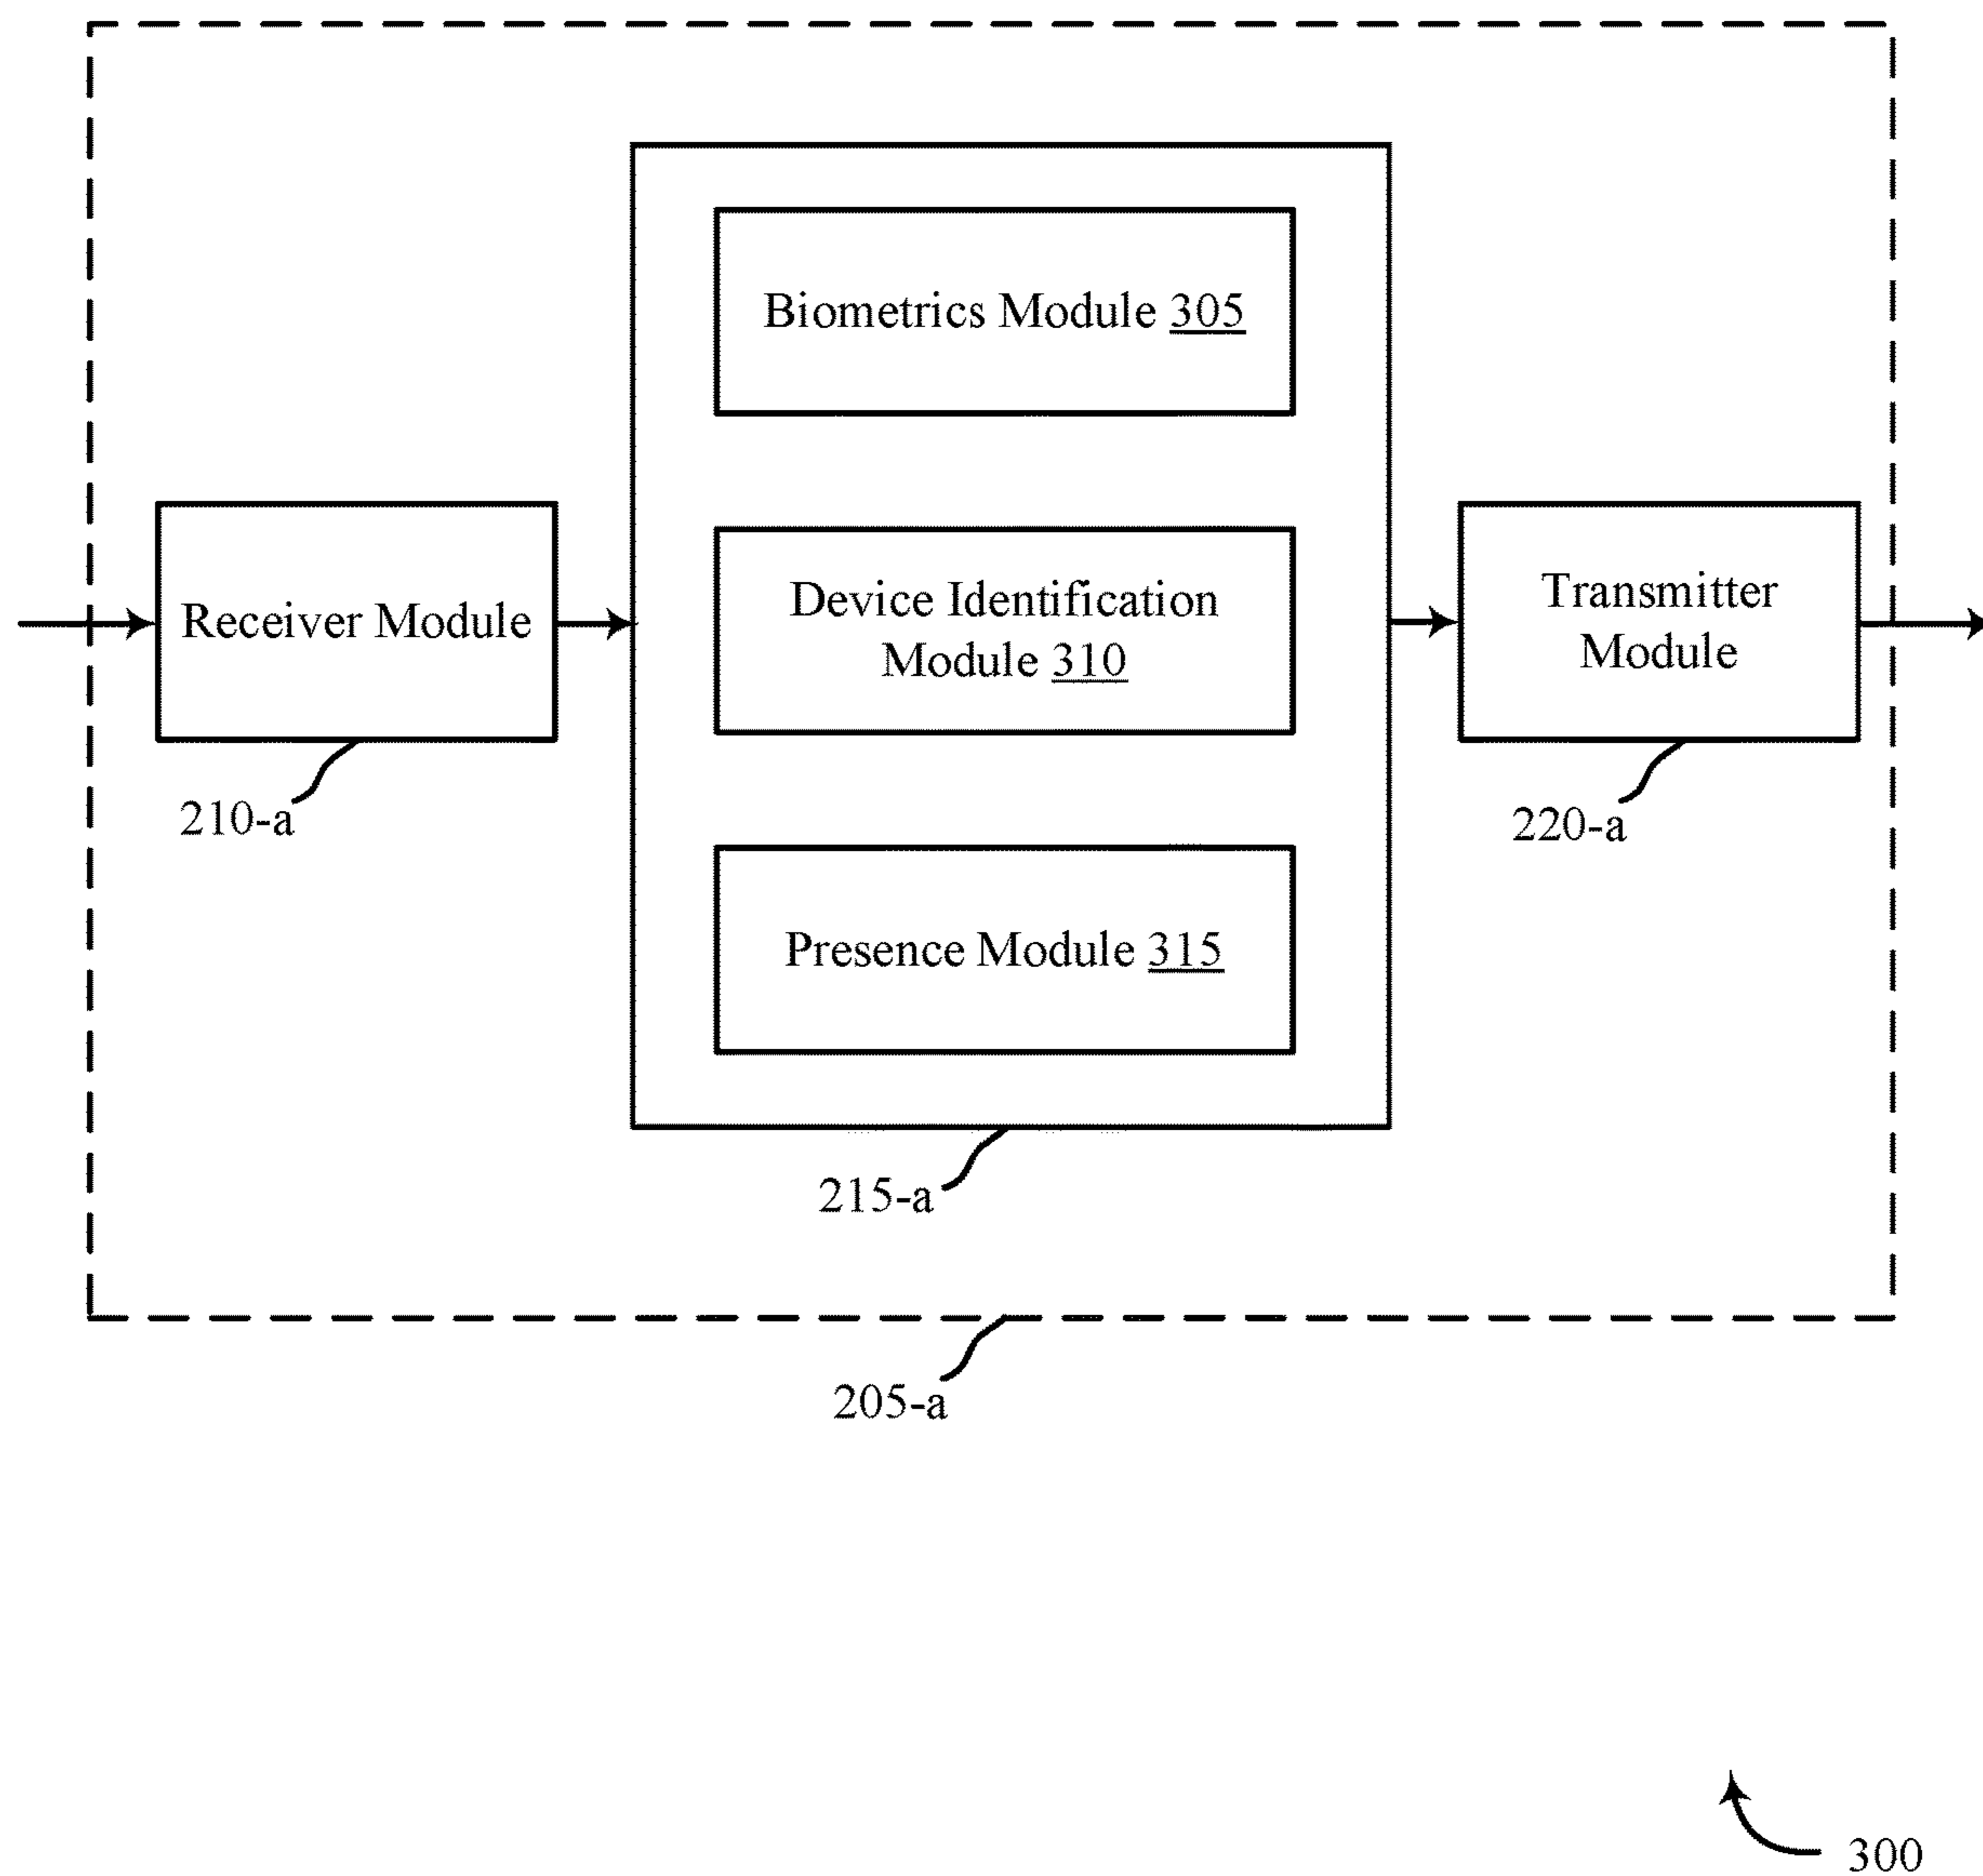 Biometrics Module 305
Receiver Module
Device Identification
Module 310
Transmitter
Module
210-a
220-a
Presence Module 315
215-a
205-a
300